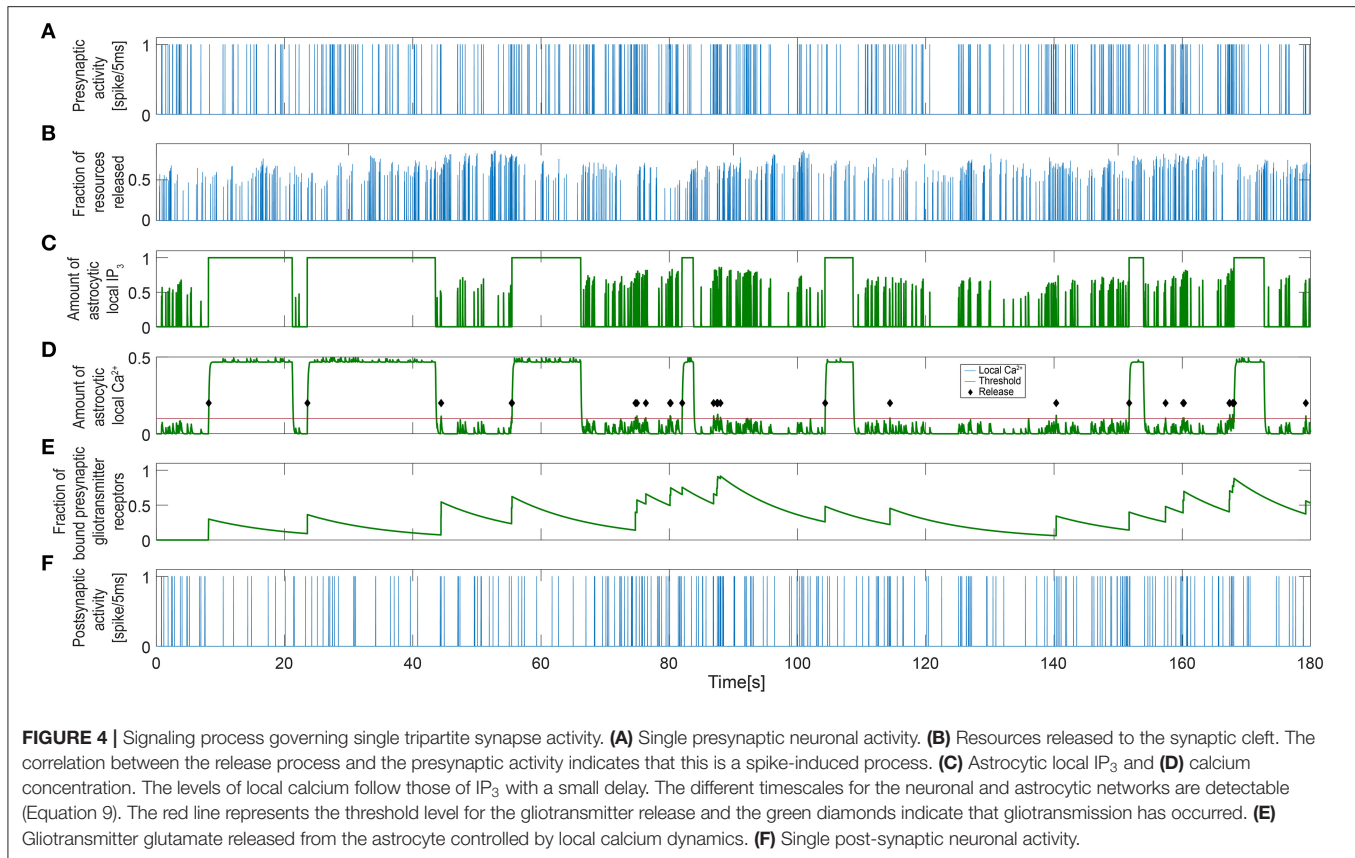 A
Presynaptic
activity
[spike/5ms]
1
0
B
Fraction of
resources
released
0.5
0
C
Amount of
astrocytic
local IP3
1
0.5
0
D
Amount of
astrocytic
local Ca2+
0.5
0
Local Ca2+
Threshold
Release
E
Fraction of
bound presynaptic
gliotransmitter
receptors
1
0.5
0
F
Postsynaptic
activity
[spike/5ms]
1
0
0 20 40 60 80 100 120 140 160 180
Time[s]
FIGURE 4 | Signaling process governing single tripartite synapse activity. (A) Single presynaptic neuronal activity. (B) Resources released to the synaptic cleft. The
correlation between the release process and the presynaptic activity indicates that this is a spike-induced process. (C) Astrocytic local IP3 and (D) calcium
concentration. The levels of local calcium follow those of IP3 with a small delay. The different timescales for the neuronal and astrocytic networks are detectable
(Equation 9). The red line represents the threshold level for the gliotransmitter release and the green diamonds indicate that gliotransmission has occurred. (E)
Gliotransmitter glutamate released from the astrocyte controlled by local calcium dynamics. (F) Single post-synaptic neuronal activity.